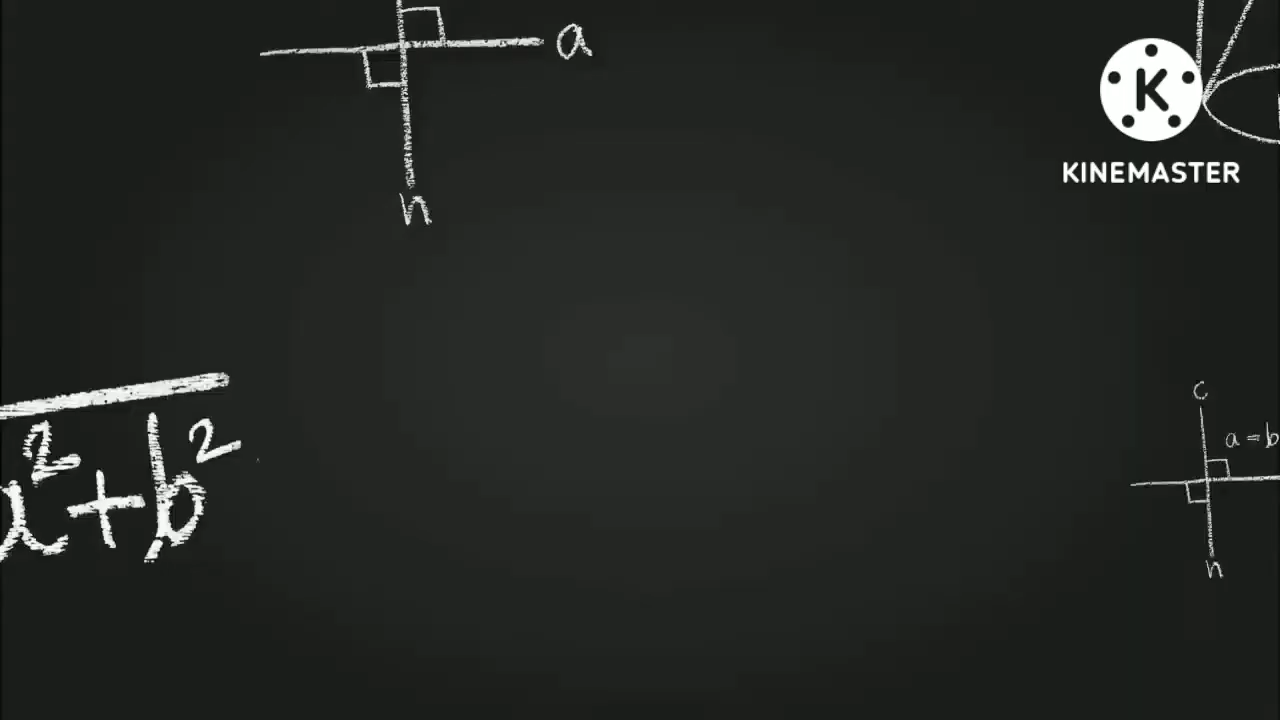 a
K
KINEMASTER
n
c
a = b
a²+b²
n